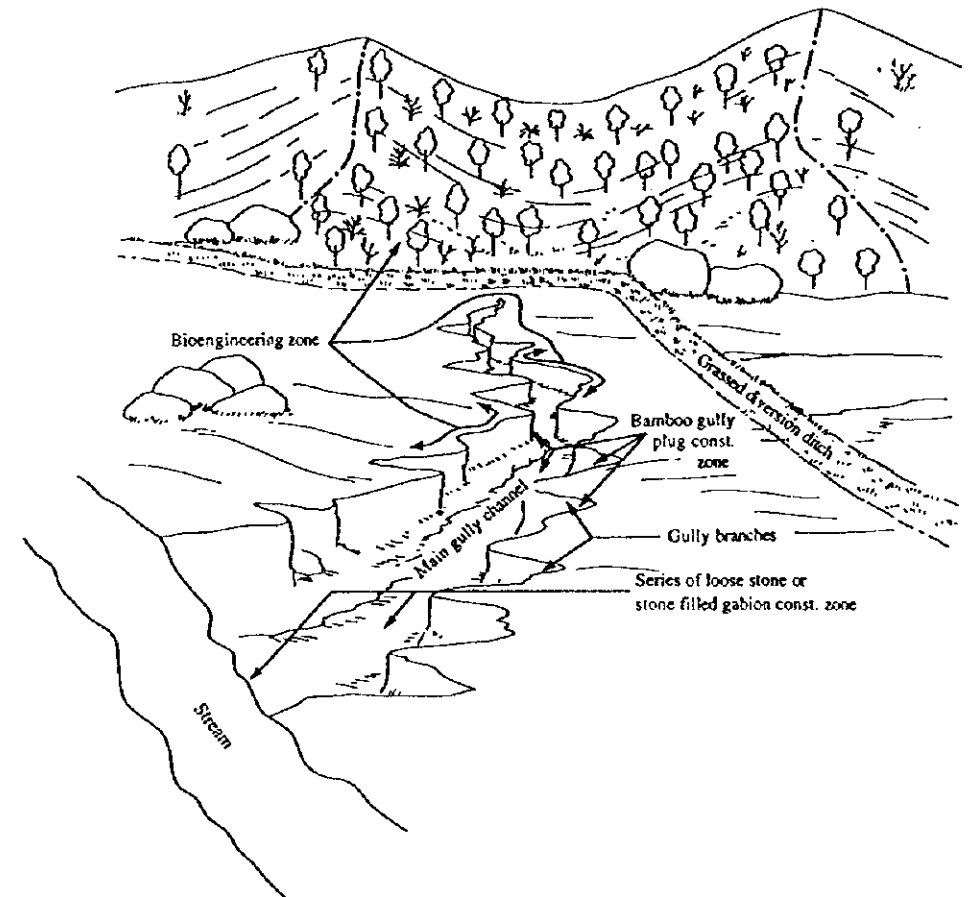 Bioengineering zone
Grassed diversion ditch
Bamboo gully
plug const.
zone
Main gully channel
Gully branches
Series of loose stone or
stone filled gabion const. zone
Stream